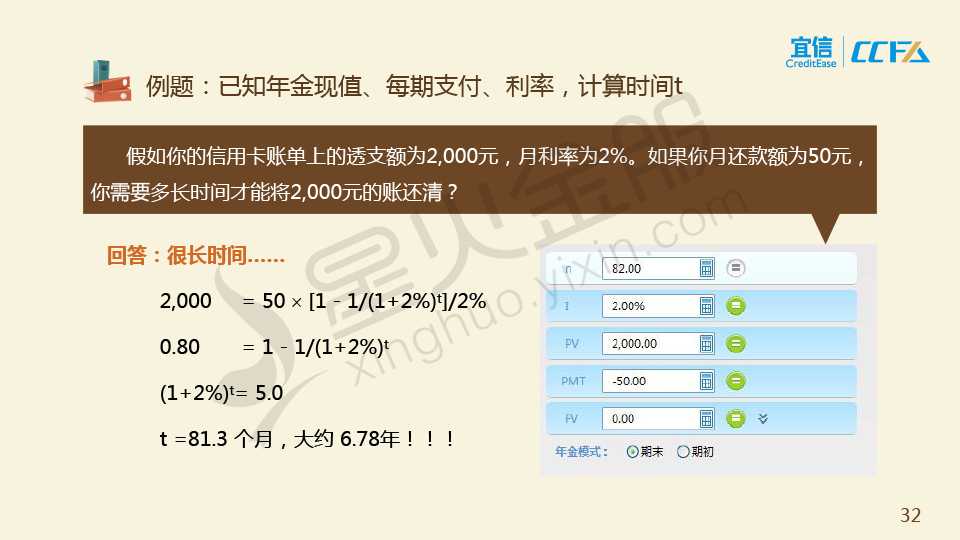 宜信
CreditEase
CCFA
例题：已知年金现值、每期支付、利率，计算时间t
假如你的信用卡账单上的透支额为2,000元，月利率为2%。如果你月还款额为50元，
你需要多长时间才能将2,000元的账还清？
回答：很长时间……
2,000 = 50 × [1 - 1/(1+2%)ᵗ]/2%
0.80 = 1 - 1/(1+2%)ᵗ
(1+2%)ᵗ= 5.0
t =81.3 个月，大约 6.78年！！！
n 82.00
I 2.00%
PV 2,000.00
PMT -50.00
FV 0.00
年金模式： 期末 期初
星火金服
xinghuo.yixin.com
32